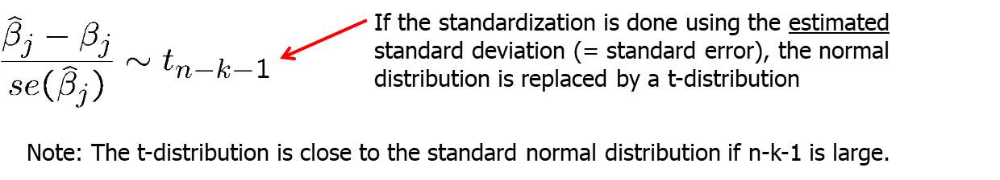 $\frac{\widehat{\beta}_j - \beta_j}{se(\widehat{\beta}_j)} \sim t_{n-k-1}$
If the standardization is done using the estimated
standard deviation (= standard error), the normal
distribution is replaced by a t-distribution
Note: The t-distribution is close to the standard normal distribution if n-k-1 is large.